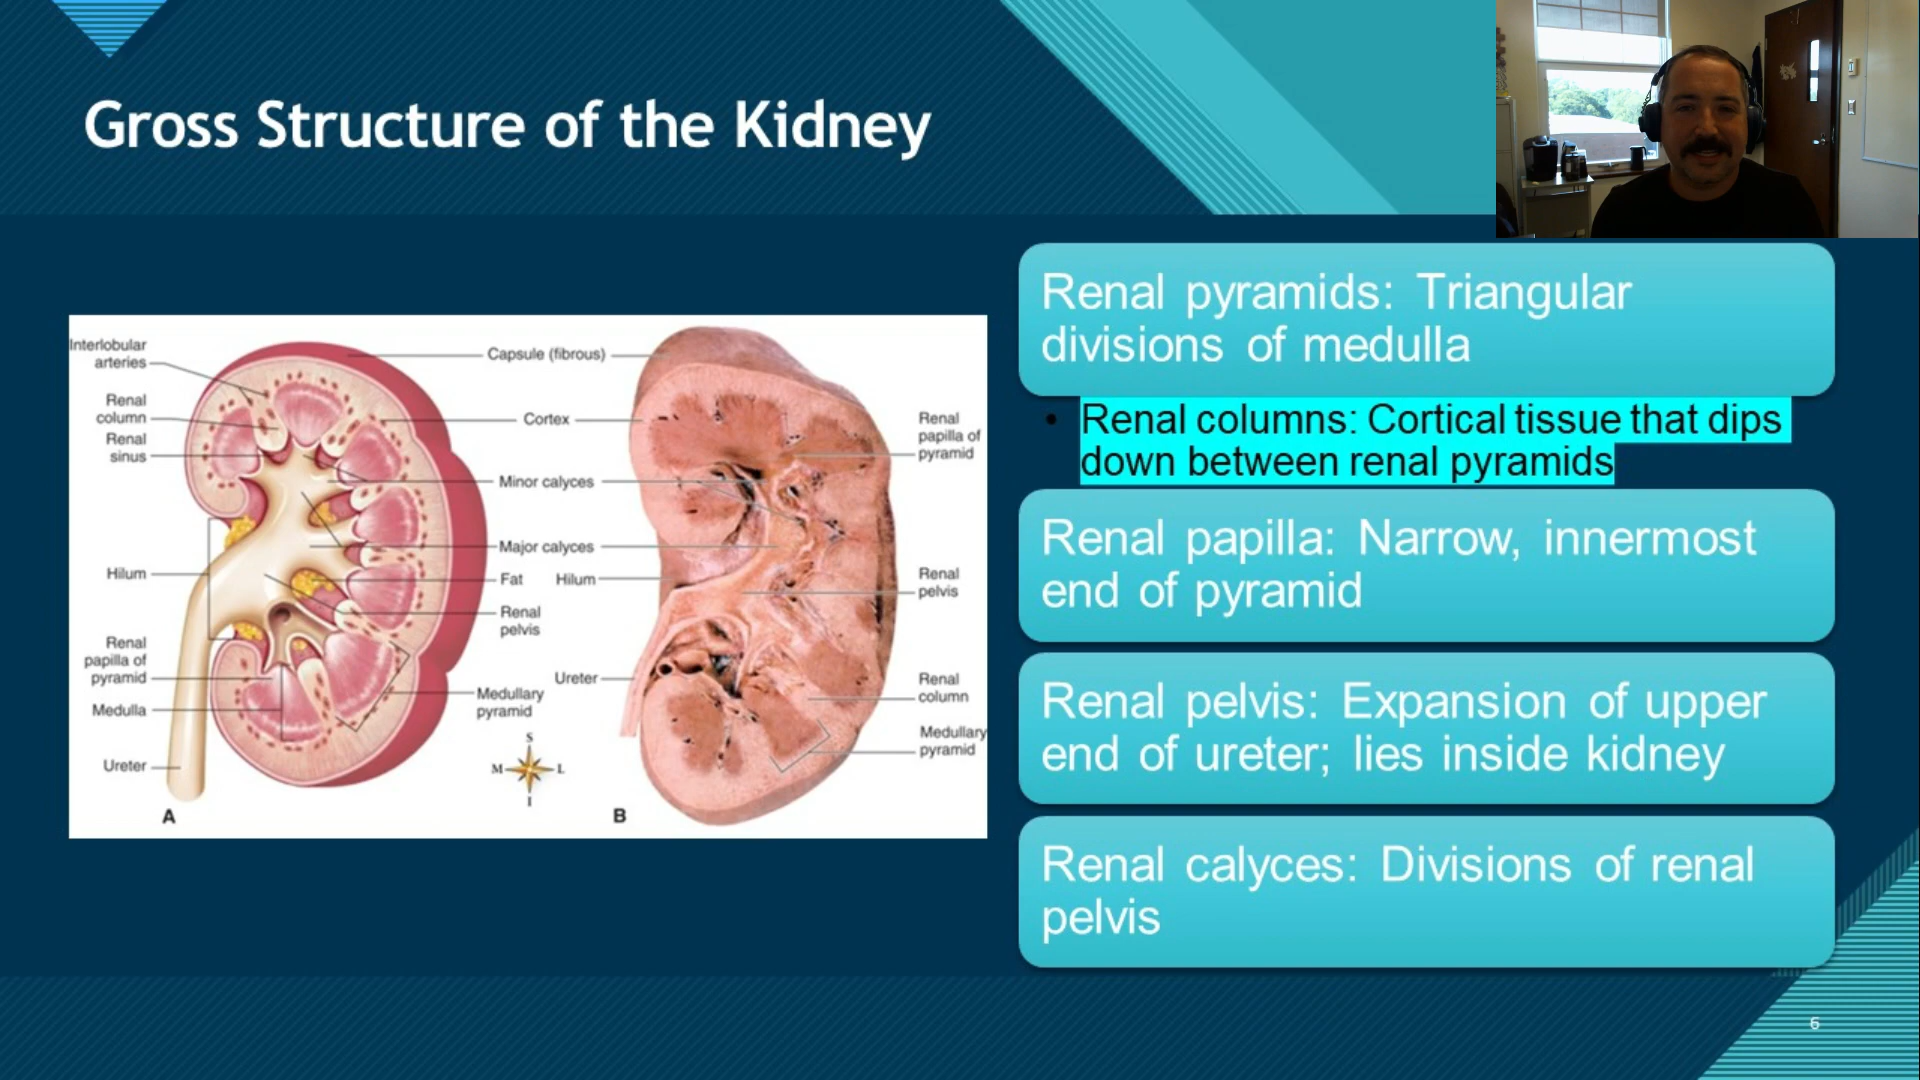 Gross Structure of the Kidney
Interlobular
arteries
Renal
column
Renal
sinus
Hilum
Renal
papilla of
pyramid
Medulla
Ureter
A
Capsule (fibrous)
Cortex
Minor calyces
Major calyces
Fat
Hilum
Renal
pelvis
Ureter
Medullary
pyramid
S
M
L
I
B
Renal
papilla of
pyramid
Renal
pelvis
Renal
column
Medullary
pyramid
Renal pyramids: Triangular
divisions of medulla
• Renal columns: Cortical tissue that dips
down between renal pyramids
Renal papilla: Narrow, innermost
end of pyramid
Renal pelvis: Expansion of upper
end of ureter; lies inside kidney
Renal calyces: Divisions of renal
pelvis
6